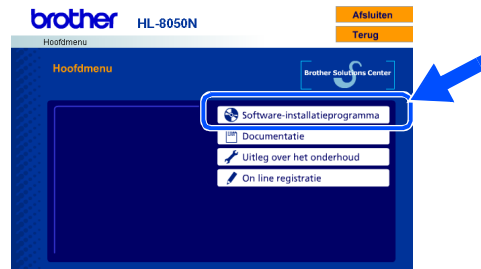 brother HL-8050N
Afsluiten
Terug
Hoofdmenu
Hoofdmenu
Brother Solutions Center
Software-installatieprogramma
Documentatie
Uitleg over het onderhoud
On line registratie